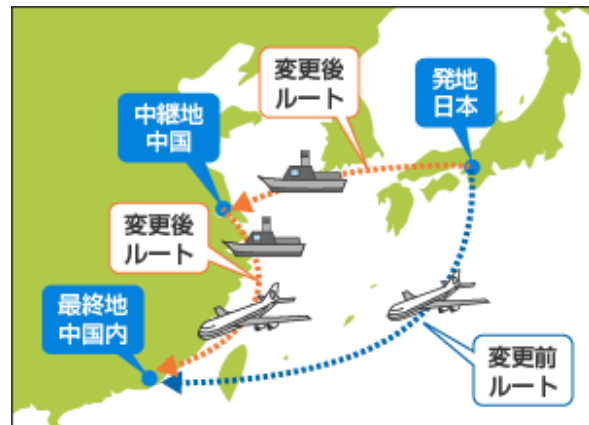 変更後
ルート
発地
日本
中継地
中国
変更後
ルート
最終地
中国内
変更前
ルート